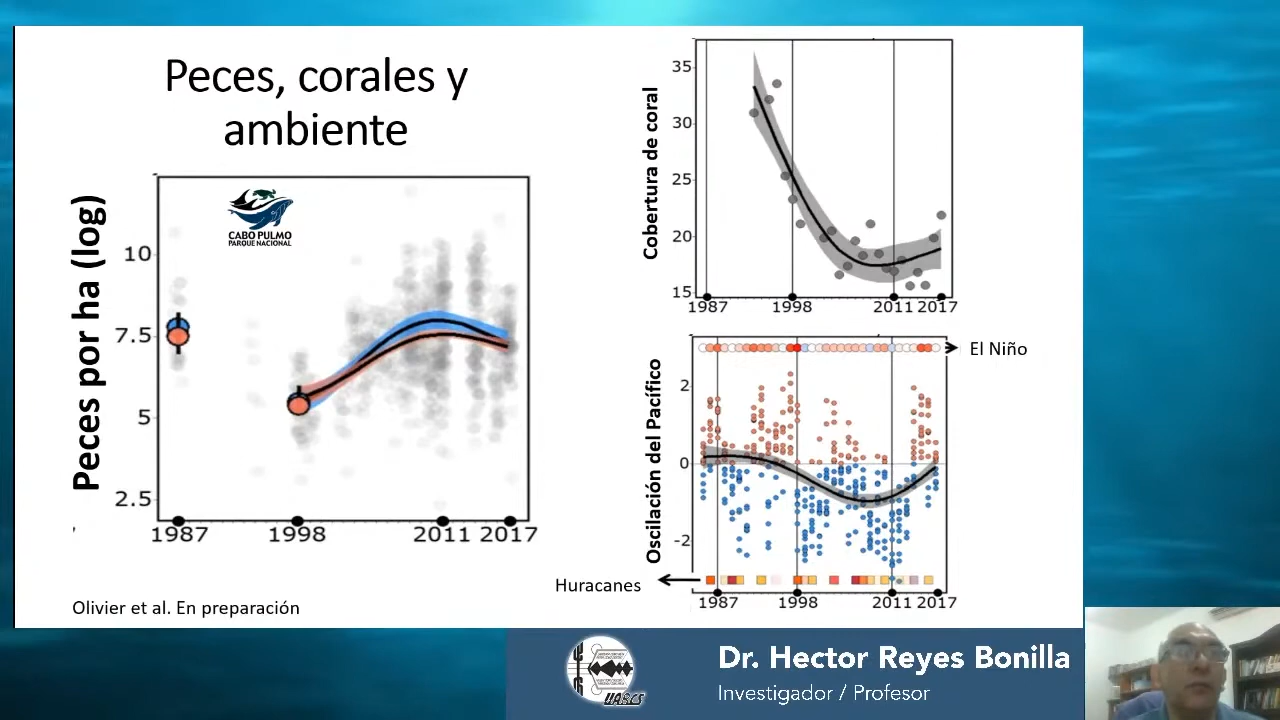 Peces, corales y
ambiente
Peces por ha (log)
10
7.5
5
2.5
CABO PULMO
PARQUE NACIONAL
1987
1998
2011
2017
Olivier et al. En preparación
Cobertura de coral
35
30
25
20
15
1987
1998
2011
2017
Oscilación del Pacífico
2
0
-2
El Niño
Huracanes
1987
1998
2011
2017
UABCS
Dr. Hector Reyes Bonilla
Investigador / Profesor